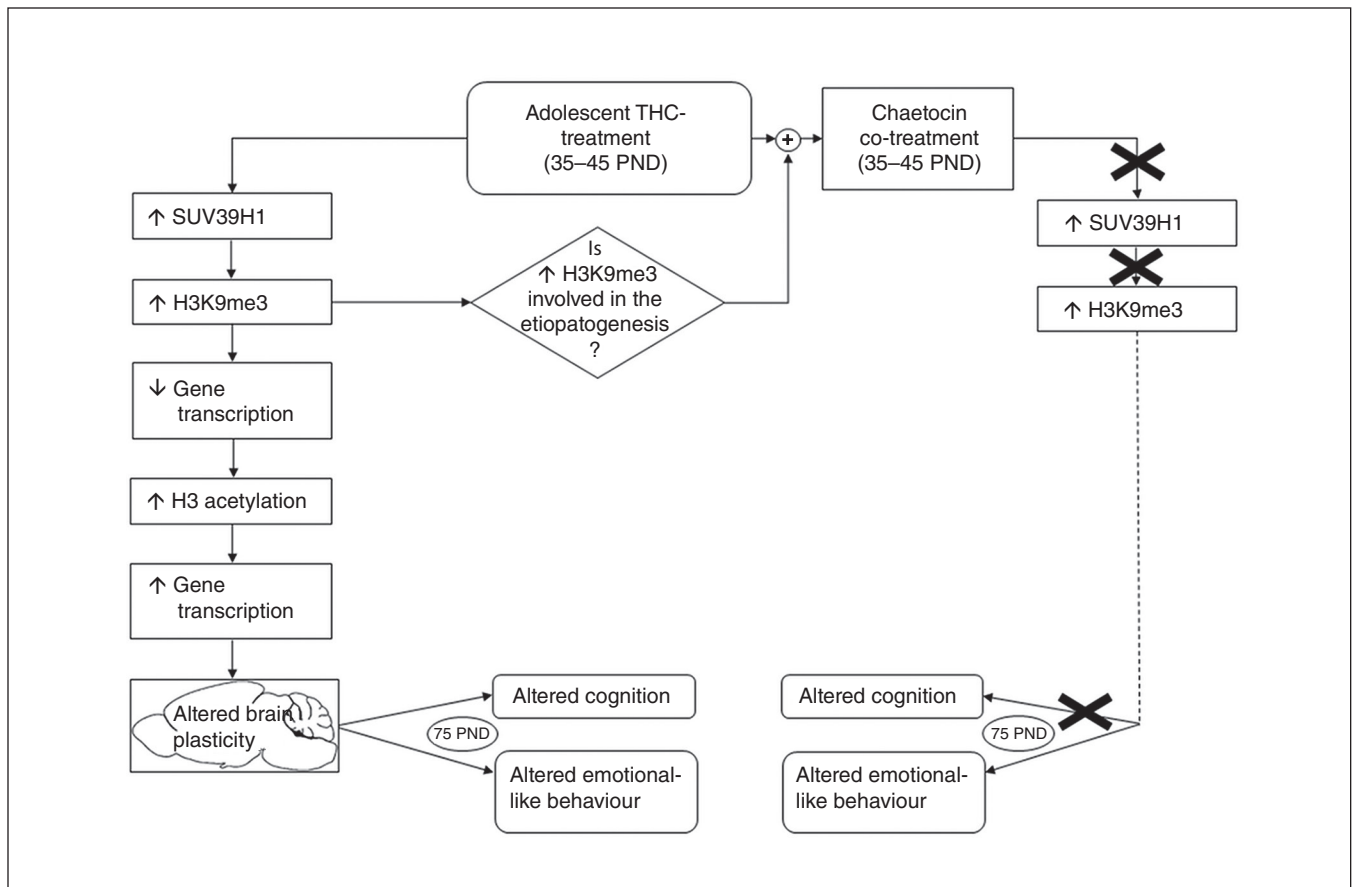 Adolescent THC-
treatment
(35–45 PND)
+
Chaetocin
co-treatment
(35–45 PND)
↑ SUV39H1
↑ H3K9me3
↓ Gene
transcription
↑ H3 acetylation
↑ Gene
transcription
Altered brain
plasticity
Is
↑ H3K9me3
involved in the
etiopatogenesis
?
↑ SUV39H1
↑ H3K9me3
Altered cognition
75 PND
Altered emotional-
like behaviour
Altered cognition
75 PND
Altered emotional-
like behaviour